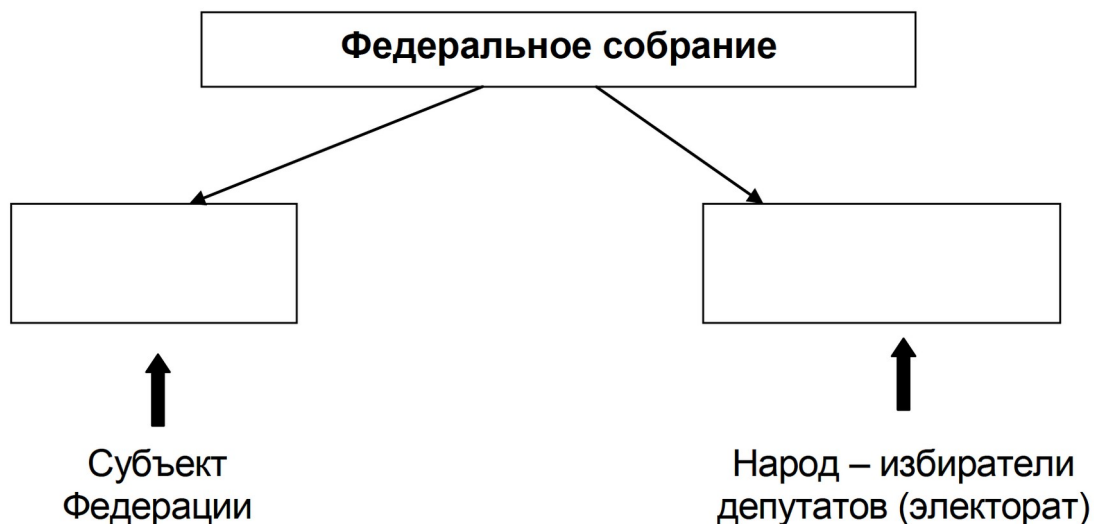 Федеральное собрание
Субъект
Федерации
Народ – избиратели
депутатов (электорат)